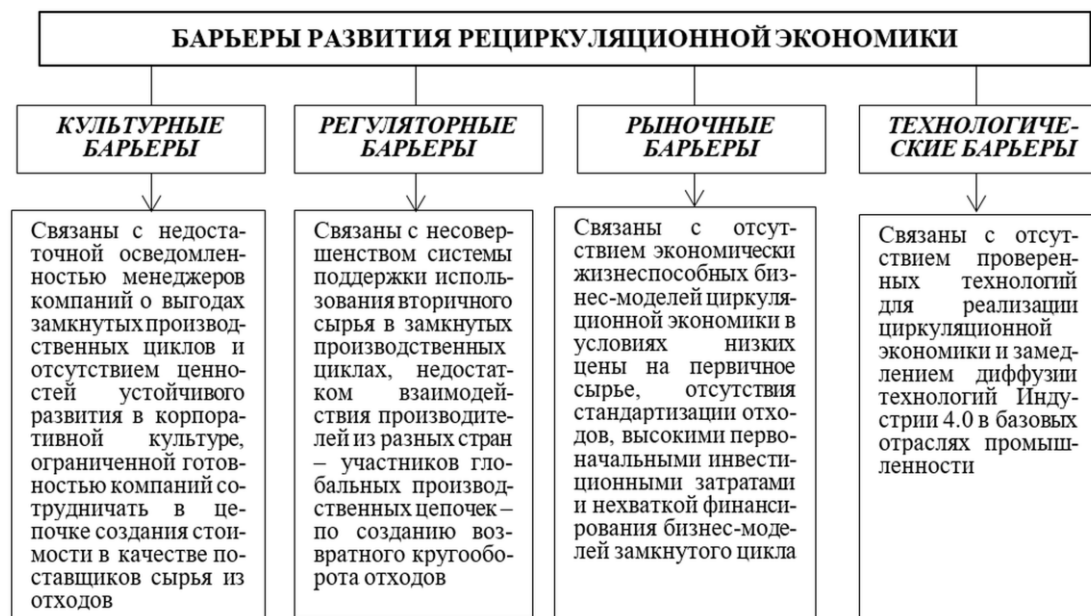 БАРЬЕРЫ РАЗВИТИЯ РЕЦИРКУЛЯЦИОННОЙ ЭКОНОМИКИ
КУЛЬТУРНЫЕ
БАРЬЕРЫ
Связаны с недоста-
точной осведомлен-
ностью менеджеров
компаний о выгодах
замкнутых производ-
ственных циклов и
отсутствием ценнос-
тей устойчивого
развития в корпора-
тивной культуре,
ограниченной готов-
ностью компаний со-
трудничать в це-
почке создания стои-
мости в качестве по-
ставщиков сырья из
отходов
РЕГУЛЯТОРНЫЕ
БАРЬЕРЫ
Связаны с несовер-
шенством системы
поддержки исполь-
зования вторичного
сырья в замкнутых
производственных
циклах, недостат-
ком взаимодей-
ствия производите-
лей из разных стран
– участников гло-
бальных производ-
ственных цепочек –
по созданию воз-
вратного кругообо-
рота отходов
РЫНОЧНЫЕ
БАРЬЕРЫ
Связаны с отсут-
ствием экономически
жизнеспособных биз-
нес-моделей циркуля-
ционной экономики в
условиях низких
цены на первичное
сырье, отсутствия
стандартизации отхо-
дов, высокими перво-
начальными инвести-
ционными затратами
и нехваткой финанси-
рования бизнес-моде-
лей замкнутого цикла
ТЕХНОЛОГИЧЕ-
СКИЕ БАРЬЕРЫ
Связаны с отсут-
ствием проверен-
ных технологий
для реализации
циркуляционной
экономики и замед-
лением диффузии
технологий Инду-
стрии 4.0 в базовых
отраслях промыш-
ленности